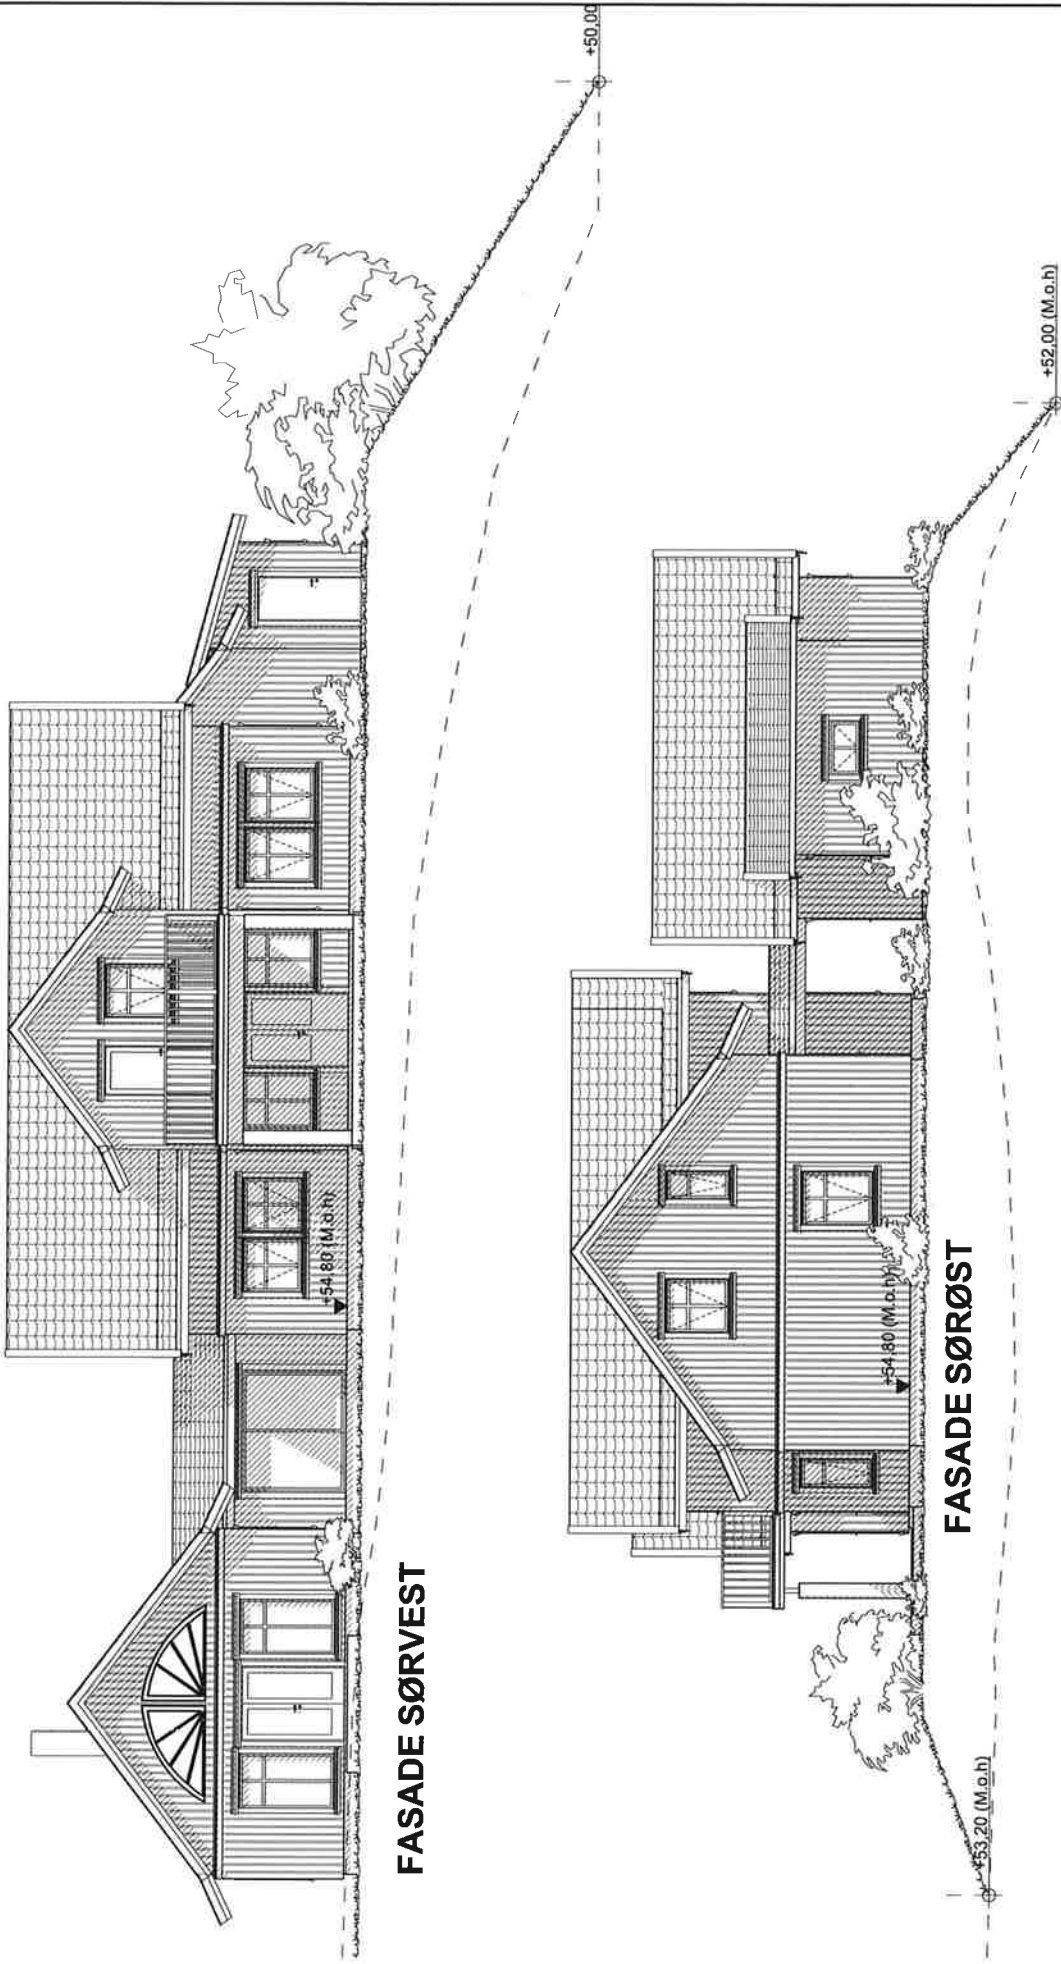 +50,00
+54,80 (M.o.h)
FASADE SØRVEST
+52,00 (M.o.h)
+54,80 (M.o.h)
FASADE SØRØST
+53,20 (M.o.h)